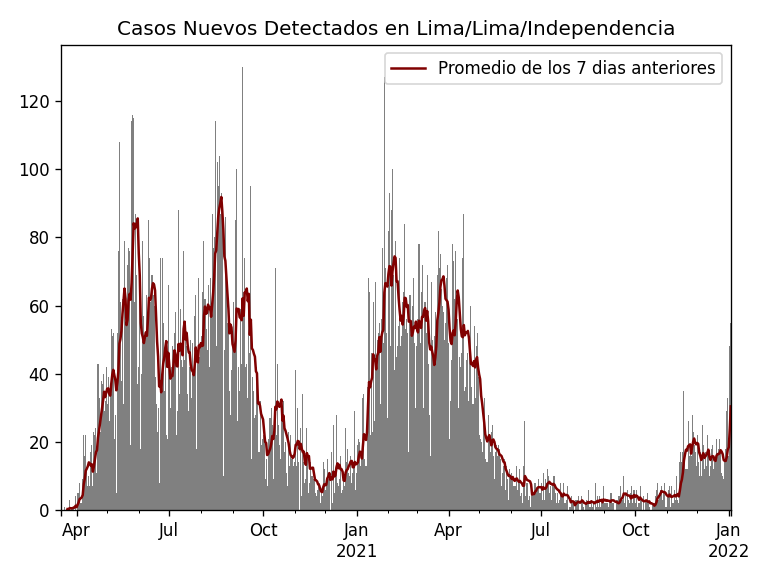 Casos Nuevos Detectados en Lima/Lima/Independencia
Promedio de los 7 dias anteriores
120
100
80
60
40
20
0
Apr Jul Oct Jan Apr Jul Oct Jan
2021 2022